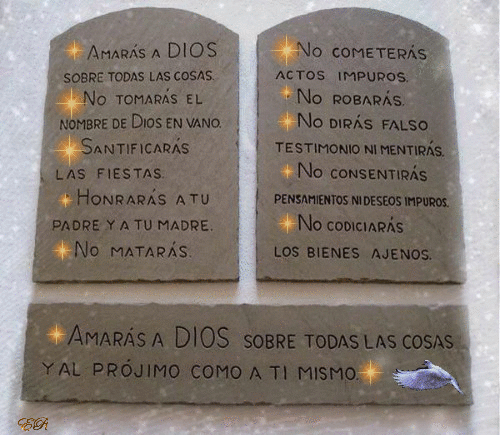 AMARÁS A DIOS
SOBRE TODAS LAS COSAS.
NO TOMARÁS EL
NOMBRE DE DIOS EN VANO.
SANTIFICARÁS
LAS FIESTAS.
HONRARÁS A TU
PADRE Y A TU MADRE.
NO MATARÁS.
NO COMETERÁS
ACTOS IMPUROS.
NO ROBARÁS.
NO DIRÁS FALSO
TESTIMONIO NI MENTIRÁS.
NO CONSENTIRÁS
PENSAMIENTOS NI DESEOS IMPUROS.
NO CODICIARÁS
LOS BIENES AJENOS.
AMARÁS A DIOS SOBRE TODAS LAS COSAS
Y AL PRÓJIMO COMO A TI MISMO.